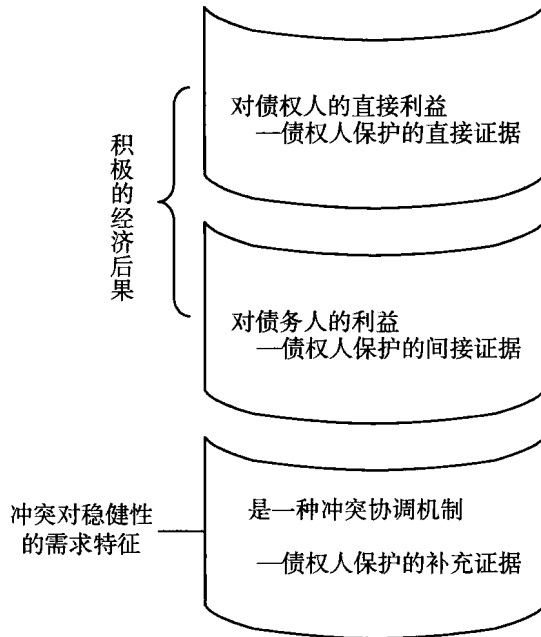 积极的经济后果
对债权人的直接利益
—债权人保护的直接证据
对债务人的利益
—债权人保护的间接证据
冲突对稳健性
的需求特征
是一种冲突协调机制
—债权人保护的补充证据